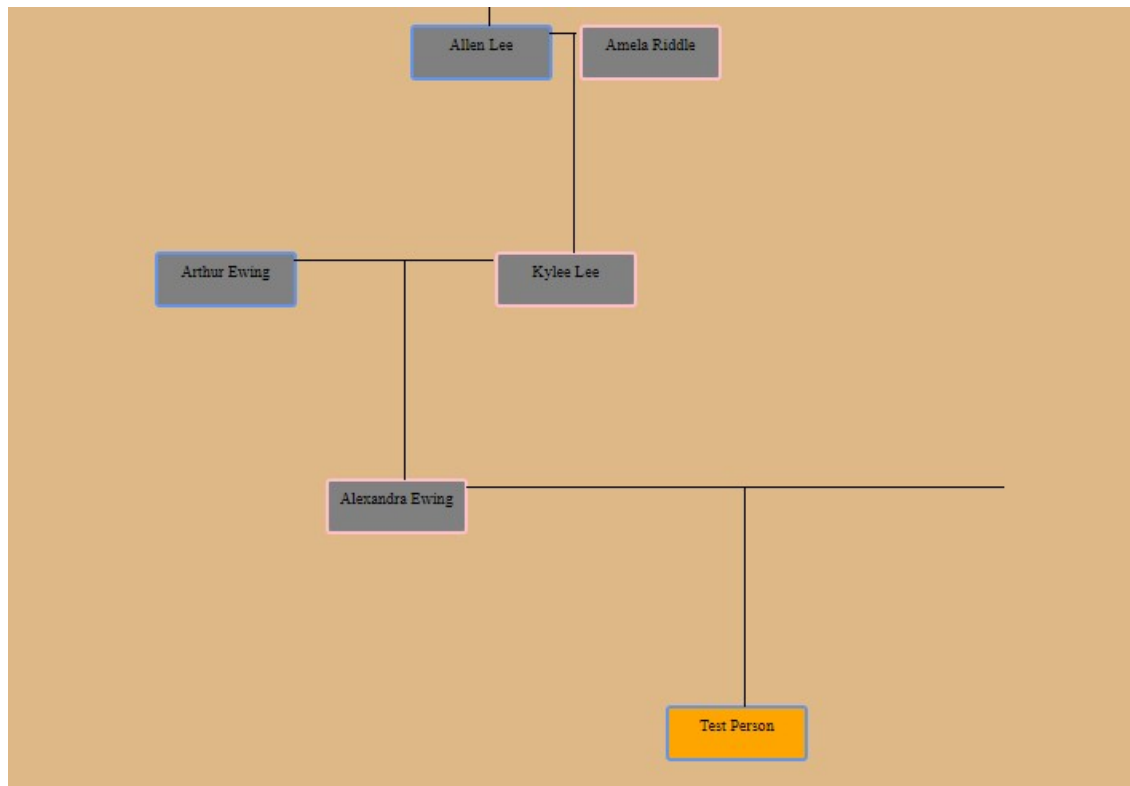 Allen Lee
Amela Riddle
Arthur Ewing
Kylee Lee
Alexandra Ewing
Test Person